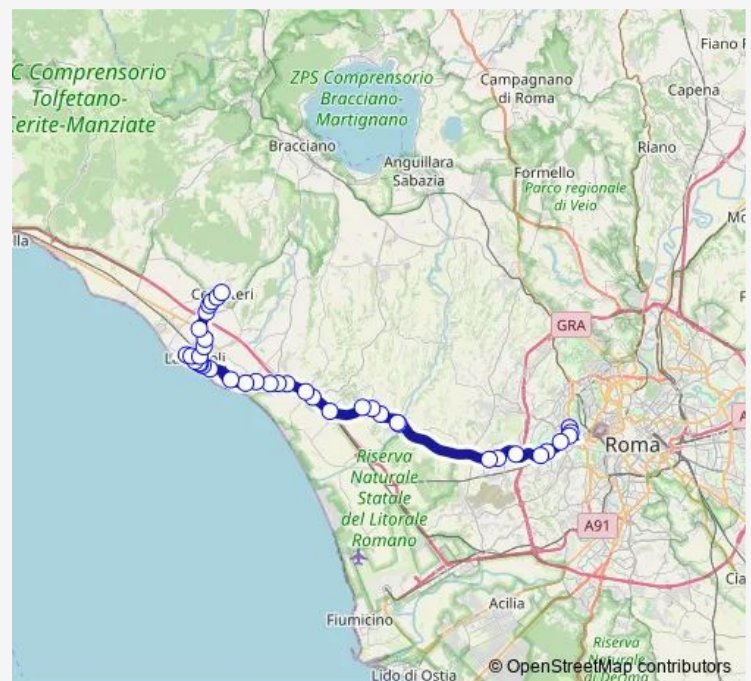 C Comprensorio
Tolfetano-
Cerite-Manziate
ZPS Comprensorio
Bracciano-
Martignano
Bracciano
Anguillara
Sabazia
Campagnano
di Roma
Fiano R
Capena
Riano
Formello
Parco regionale
di Veio
GRA
Roma
Riserva
Naturale
Statale
del Litorale
Romano
A91
Acilia
Fiumicino
Lido di Ostia
Riserva
© OpenStreetMap contributors